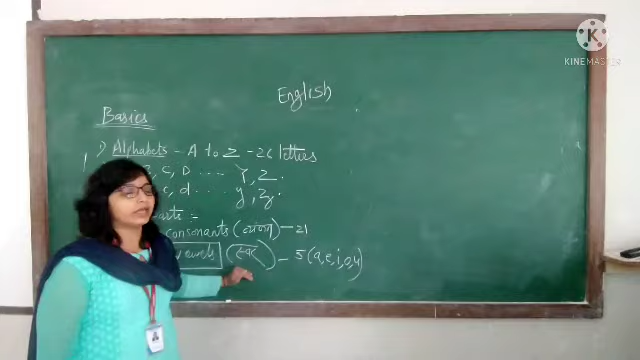 English
Basics
1) Alphabets - A to Z - 26 letters
C, D .... Y, Z.
c, d .... y, z.
consonants (व्यंजन) - 21
vowels (स्वर) - 5 (a, e, i, o, u)
KINEMASTER